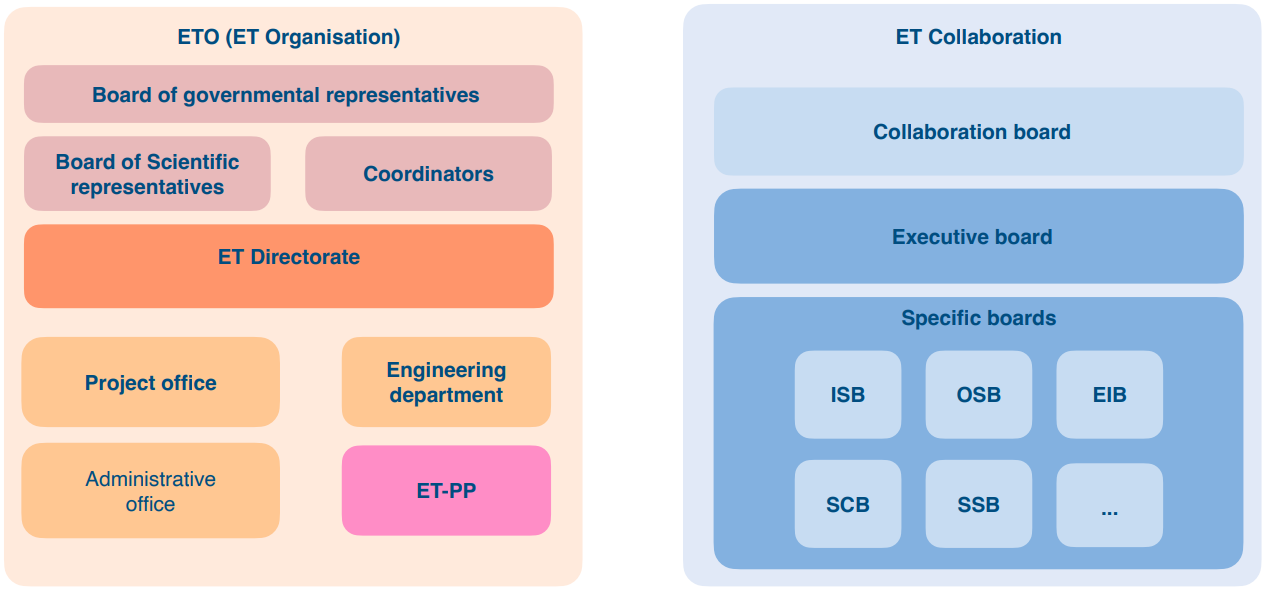 ETO (ET Organisation)
Board of governmental representatives
Board of Scientific
representatives
Coordinators
ET Directorate
Project office
Engineering
department
Administrative
office
ET-PP
ET Collaboration
Collaboration board
Executive board
Specific boards
ISB
OSB
EIB
SCB
SSB
...